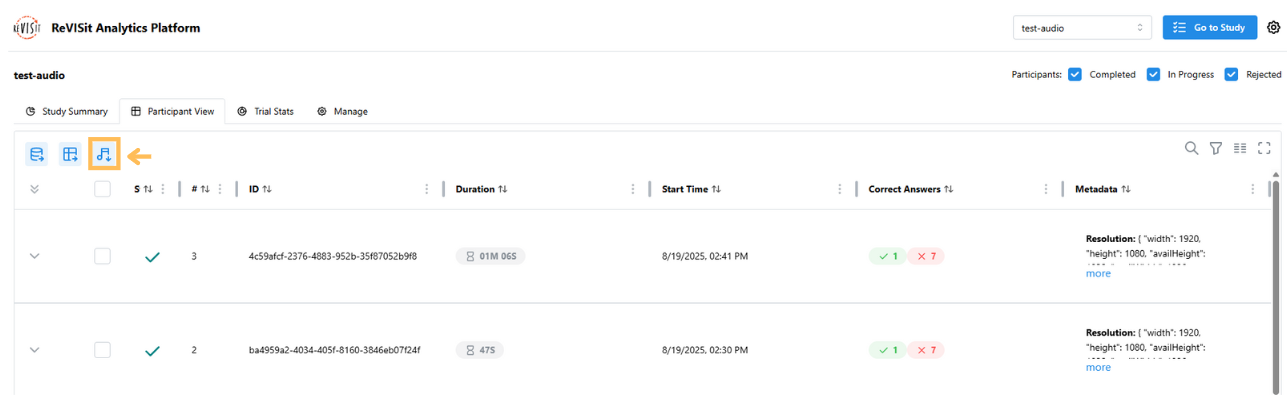 reVISit ReVISit Analytics Platform test-audio Go to Study
test-audio Participants: Completed In Progress Rejected
Study Summary Participant View Trial Stats Manage
S # ID Duration Start Time Correct Answers Metadata
3 4c59afcf-2376-4883-952b-35f87052b9f8 01M 06S 8/19/2025, 02:41 PM 1 7 Resolution: { "width": 1920,
"height": 1080, "availHeight":
more
2 ba4959a2-4034-405f-8160-3846eb07f24f 47S 8/19/2025, 02:30 PM 1 7 Resolution: { "width": 1920,
"height": 1080, "availHeight":
more